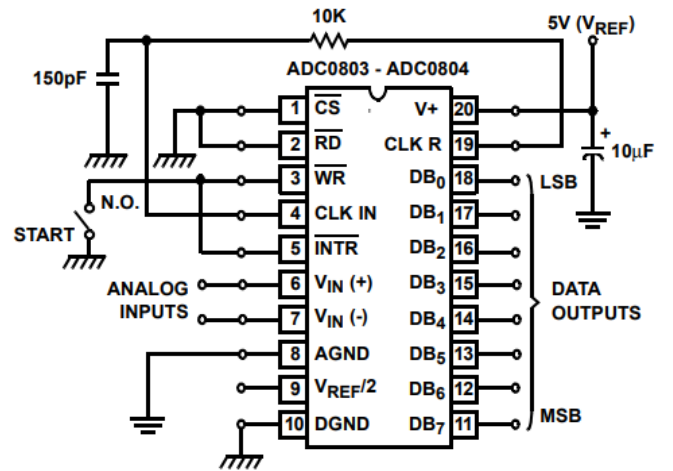 10K
5V (VREF)
150pF
ADC0803 - ADC0804
1 CS V+ 20
2 RD CLK R 19
+
10µF
3 WR DB0 18 LSB
N.O.
4 CLK IN DB1 17
START
5 INTR DB2 16
ANALOG INPUTS
6 VIN (+) DB3 15
DATA OUTPUTS
7 VIN (-) DB4 14
8 AGND DB5 13
9 VREF/2 DB6 12
10 DGND DB7 11 MSB